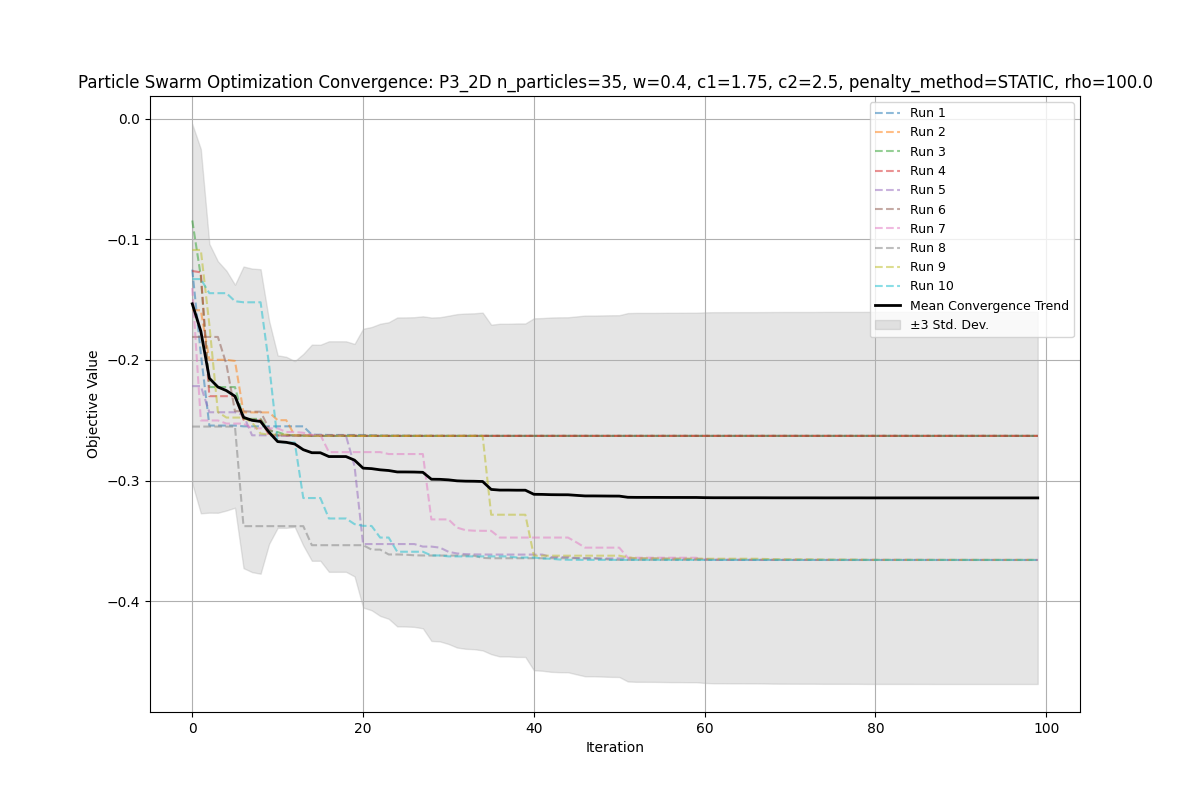 Particle Swarm Optimization Convergence: P3_2D n_particles=35, w=0.4, c1=1.75, c2=2.5, penalty_method=STATIC, rho=100.0
Objective Value
0.0
−0.1
−0.2
−0.3
−0.4
0
20
40
60
80
100
Iteration
Run 1
Run 2
Run 3
Run 4
Run 5
Run 6
Run 7
Run 8
Run 9
Run 10
Mean Convergence Trend
±3 Std. Dev.